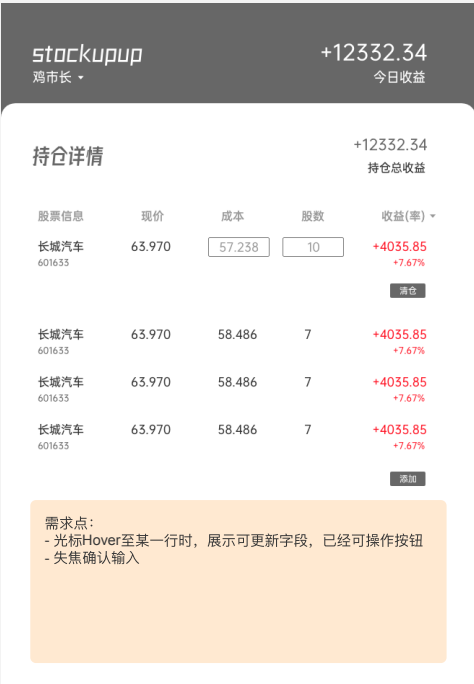 stockupup +12332.34
鸡市长 今日收益
+12332.34
持仓详情
持仓总收益
股票信息 现价 成本 股数 收益(率)
长城汽车 63.970 57.238 10 +4035.85
601633 +7.67%
清仓
长城汽车 63.970 58.486 7 +4035.85
601633 +7.67%
长城汽车 63.970 58.486 7 +4035.85
601633 +7.67%
长城汽车 63.970 58.486 7 +4035.85
601633 +7.67%
添加
需求点：
- 光标Hover至某一行时，展示可更新字段，已经可操作按钮
- 失焦确认输入